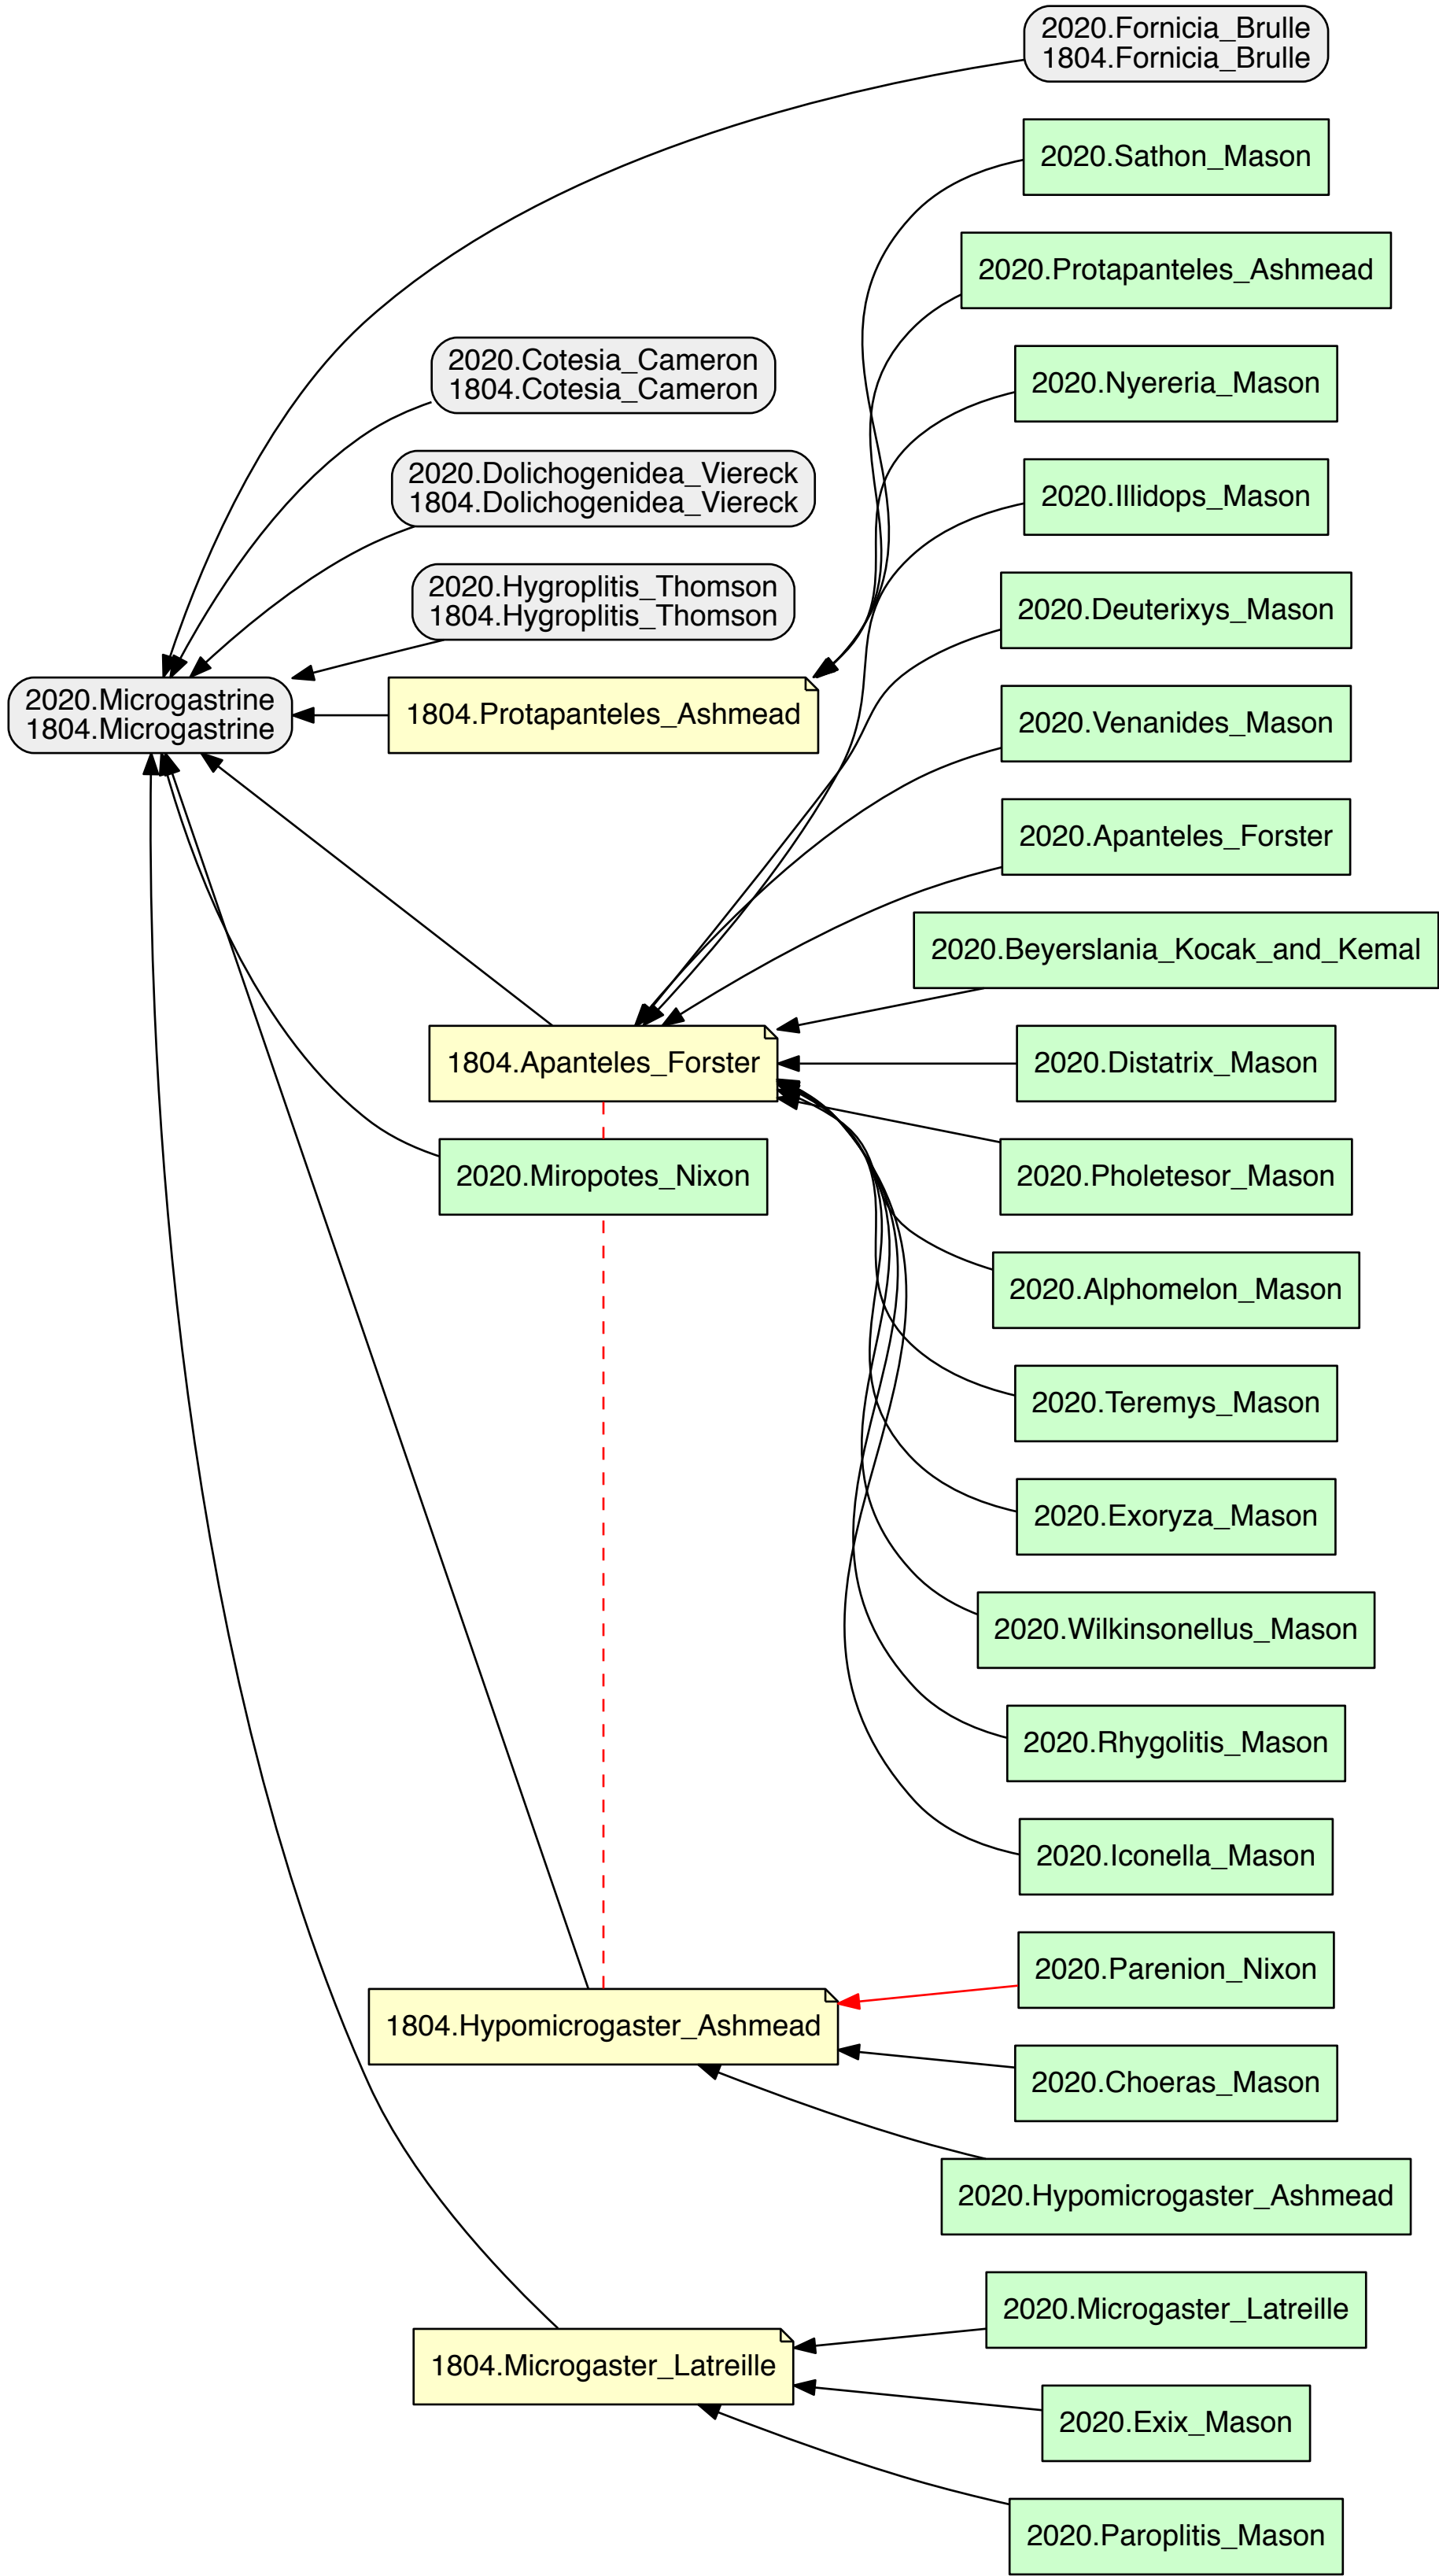 2020.Fornicia_Brulle
1804.Fornicia_Brulle
2020.Sathon_Mason
2020.Protapanteles_Ashmead
2020.Cotesia_Cameron
1804.Cotesia_Cameron
2020.Nyereria_Mason
2020.Dolichogenidea_Viereck
1804.Dolichogenidea_Viereck
2020.Illidops_Mason
2020.Hygroplitis_Thomson
1804.Hygroplitis_Thomson
2020.Deuterixys_Mason
2020.Microgastrine
1804.Microgastrine
1804.Protapanteles_Ashmead
2020.Venanides_Mason
2020.Apanteles_Forster
2020.Beyerslania_Kocak_and_Kemal
1804.Apanteles_Forster
2020.Distatrix_Mason
2020.Miropotes_Nixon
2020.Pholetesor_Mason
2020.Alphomelon_Mason
2020.Teremys_Mason
2020.Exoryza_Mason
2020.Wilkinsonellus_Mason
2020.Rhygolitis_Mason
2020.Iconella_Mason
2020.Parenion_Nixon
1804.Hypomicrogaster_Ashmead
2020.Choeras_Mason
2020.Hypomicrogaster_Ashmead
2020.Microgaster_Latreille
1804.Microgaster_Latreille
2020.Exix_Mason
2020.Paroplitis_Mason